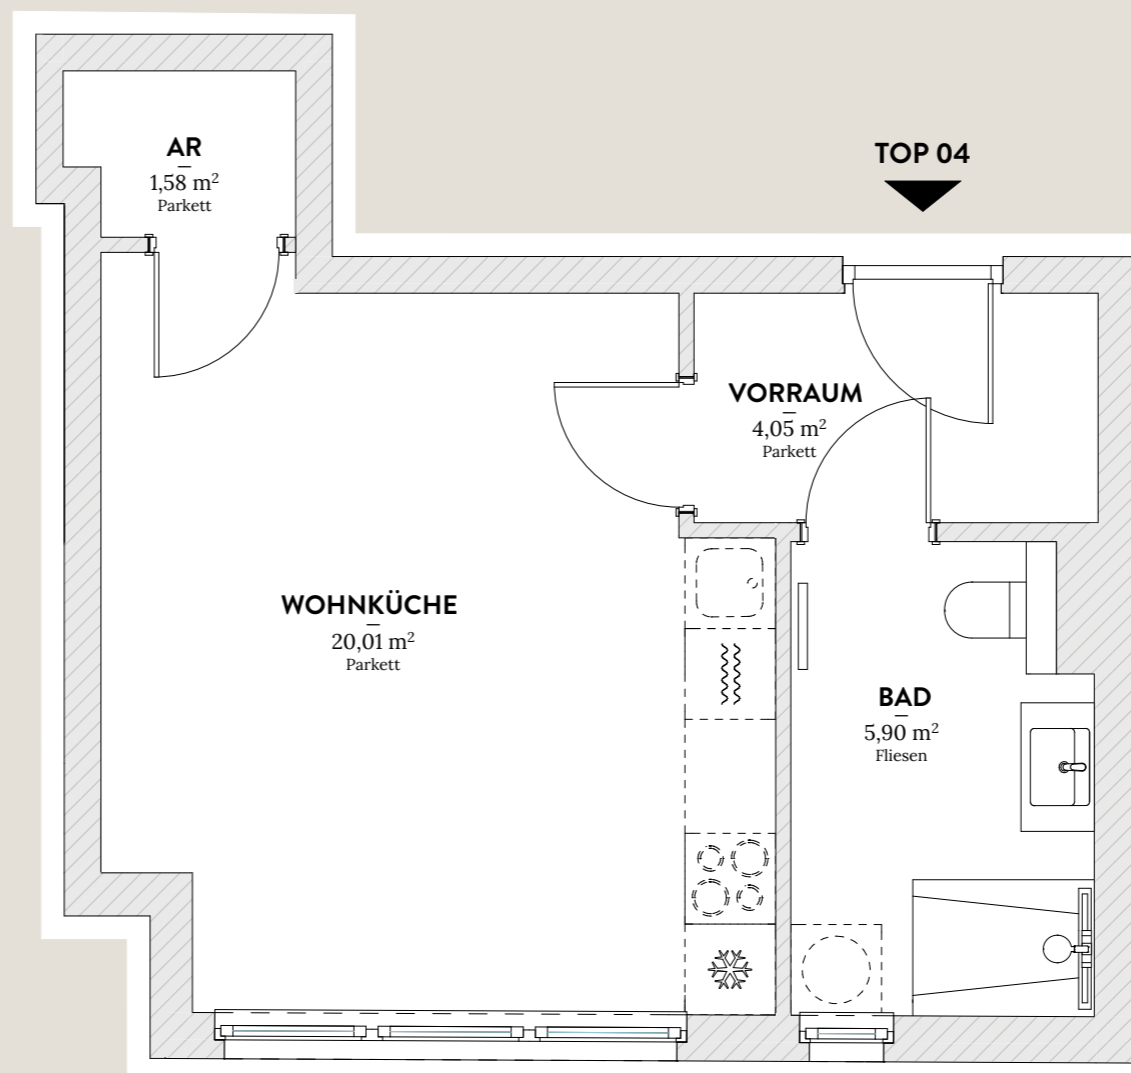 AR
1,58 m²
Parkett
TOP 04
VORRAUM
4,05 m²
Parkett
WOHNKÜCHE
20,01 m²
Parkett
BAD
5,90 m²
Fliesen